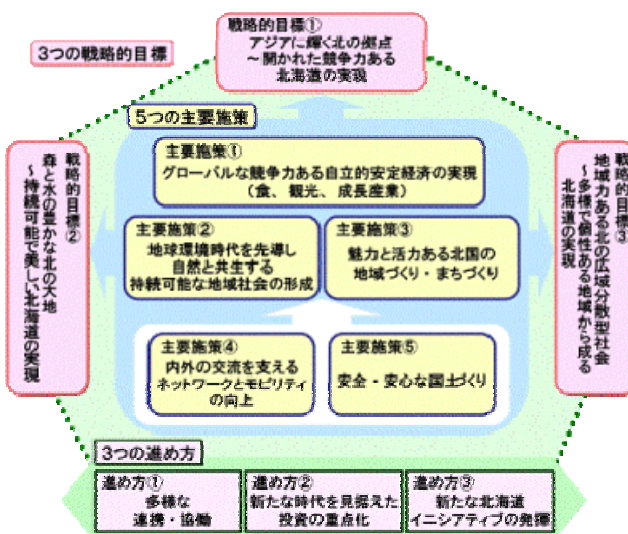 3つの戦略的目標
戦略的目標①
アジアに輝く北の拠点
～開かれた競争力ある
北海道の実現
5つの主要施策
主要施策①
グローバルな競争力ある自立的安定経済の実現
（食、観光、成長産業）
戦略的目標②
森と水の豊かな北の大地
～持続可能で美しい北海道の実現
主要施策②
地球環境時代を先導し
自然と共生する
持続可能な地域社会の形成
主要施策③
魅力と活力ある北国の
地域づくり・まちづくり
戦略的目標③
地域力ある北の広域分散型社会
～多様で個性ある地域から成る
北海道の実現
主要施策④
内外の交流を支える
ネットワークとモビリティ
の向上
主要施策⑤
安全・安心な国土づくり
3つの進め方
進め方①
多様な
連携・協働
進め方②
新たな時代を見据えた
投資の重点化
進め方③
新たな北海道
イニシアティブの発揮